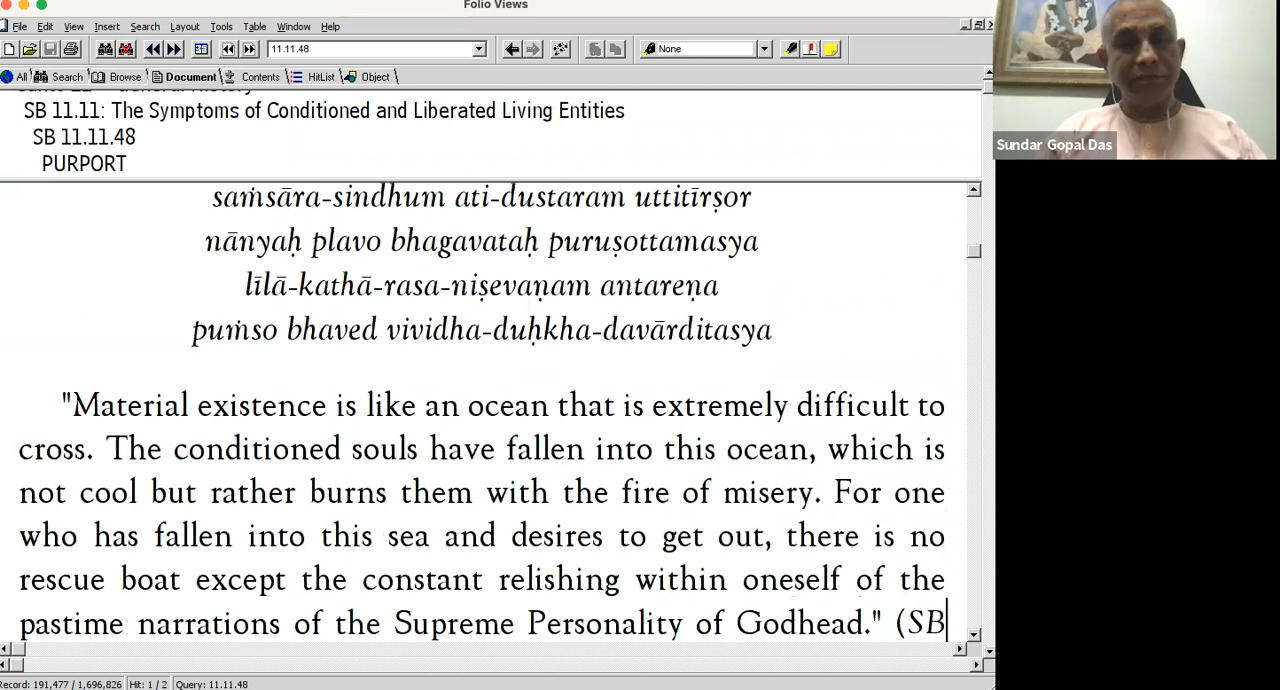 Folio Views
File Edit View Insert Search Layout Tools Table Window Help
11.11.48 None
All Search Browse Document Contents HitList Object
SB 11.11: The Symptoms of Conditioned and Liberated Living Entities
SB 11.11.48
PURPORT
saṁsāra-sindhum ati-dustaram uttitīrṣor
nānyaḥ plavo bhagavataḥ puruṣottamasya
līlā-kathā-rasa-niṣevaṇam antareṇa
puṁso bhaved vividha-duḥkha-davārditasya
"Material existence is like an ocean that is extremely difficult to
cross. The conditioned souls have fallen into this ocean, which is
not cool but rather burns them with the fire of misery. For one
who has fallen into this sea and desires to get out, there is no
rescue boat except the constant relishing within oneself of the
pastime narrations of the Supreme Personality of Godhead." (SB
Record: 191,477 / 1,696,826 Hit: 1 / 2 Query: 11.11.48
Sundar Gopal Das